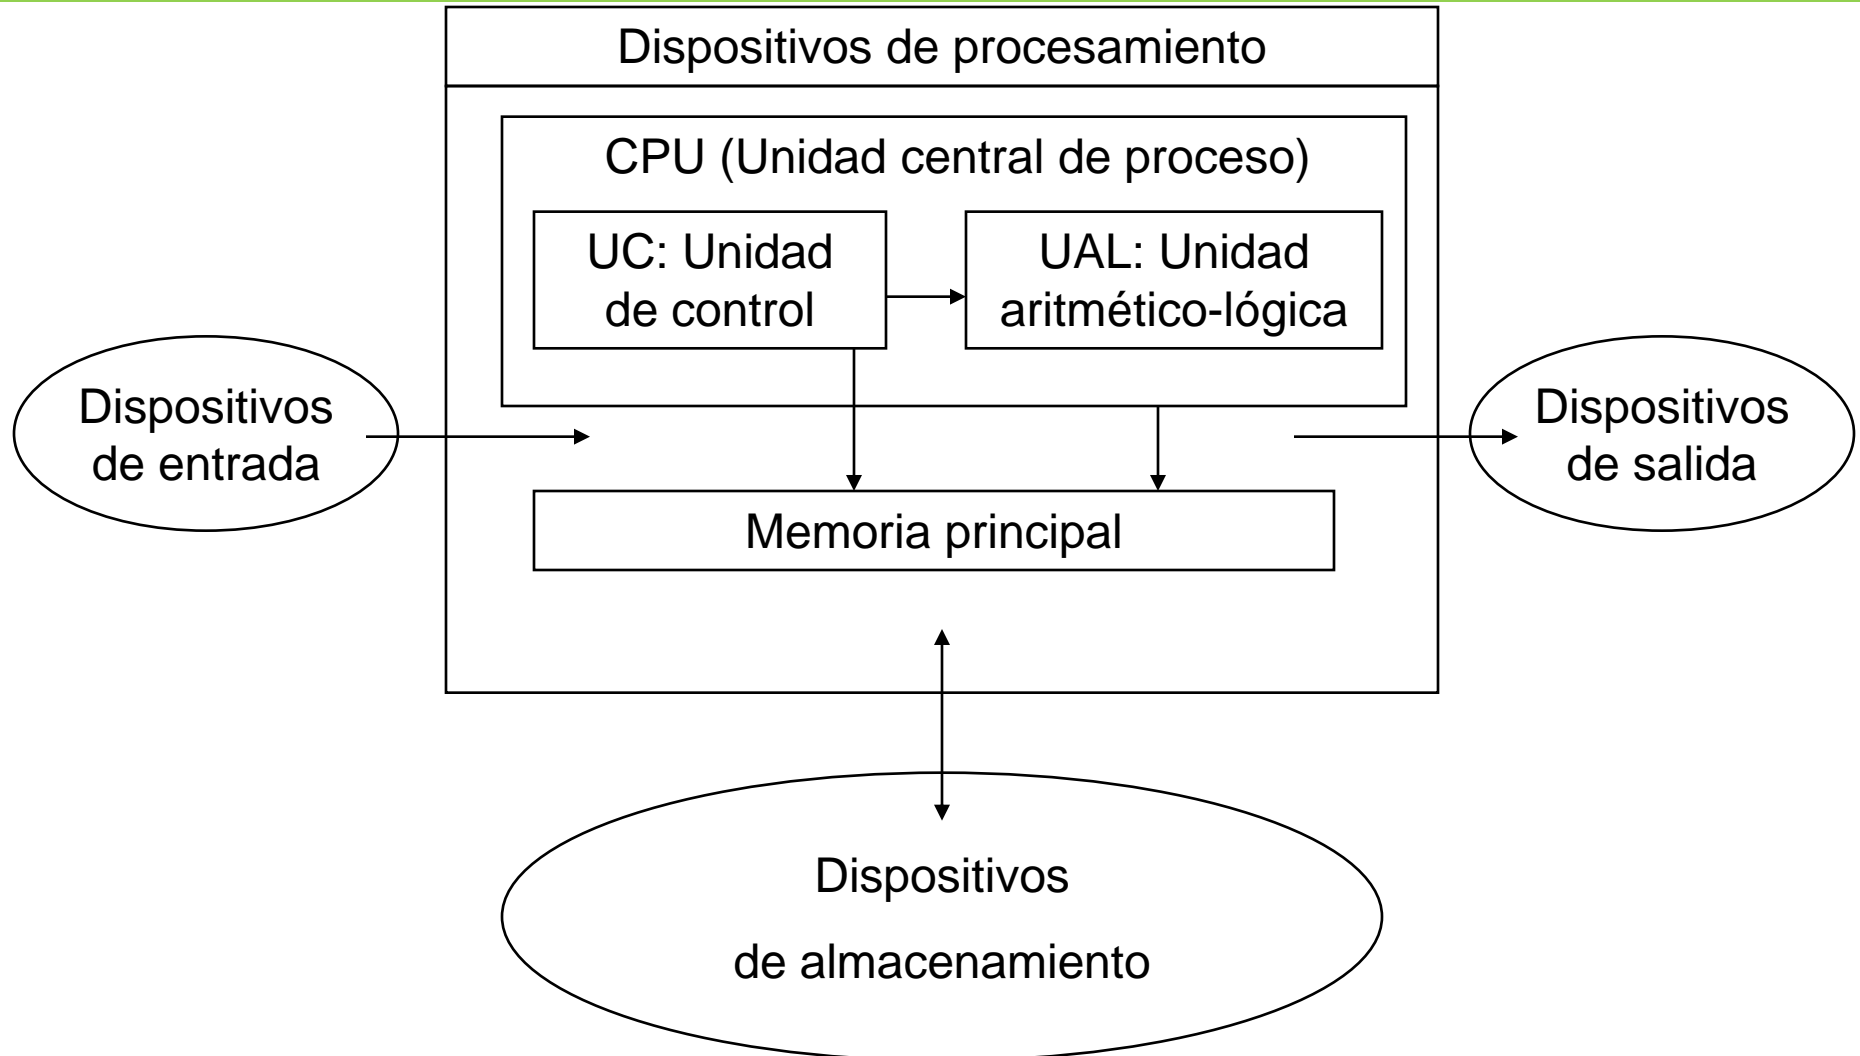 Dispositivos de procesamiento
CPU (Unidad central de proceso)
UC: Unidad
de control
UAL: Unidad
aritmético-lógica
Dispositivos
de entrada
Dispositivos
de salida
Memoria principal
Dispositivos
de almacenamiento